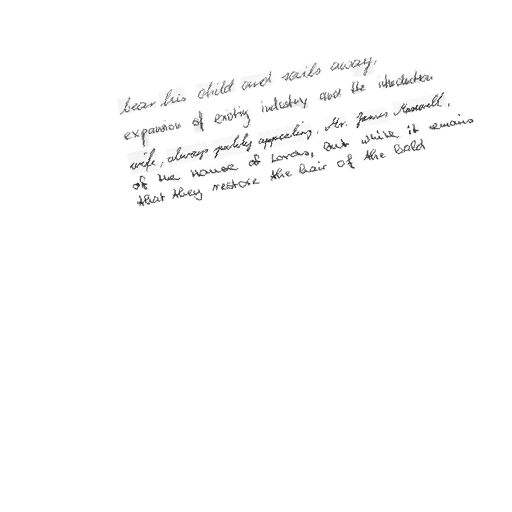 bear his child and sails away.
expansion of existing industry and the introduction
wife, always quietly appealing, Mr. James Maxwell,
of the House of Lords, but while it remains
that they restore the hair of the bald